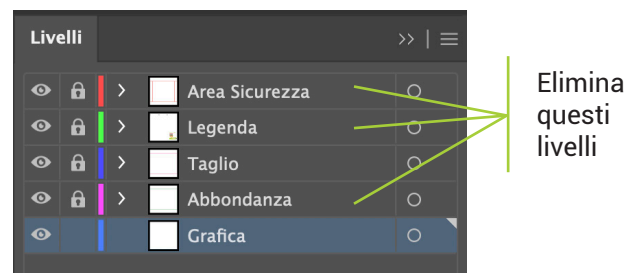 Livelli
Area Sicurezza
Legenda
Taglio
Abbondanza
Grafica
Elimina
questi
livelli